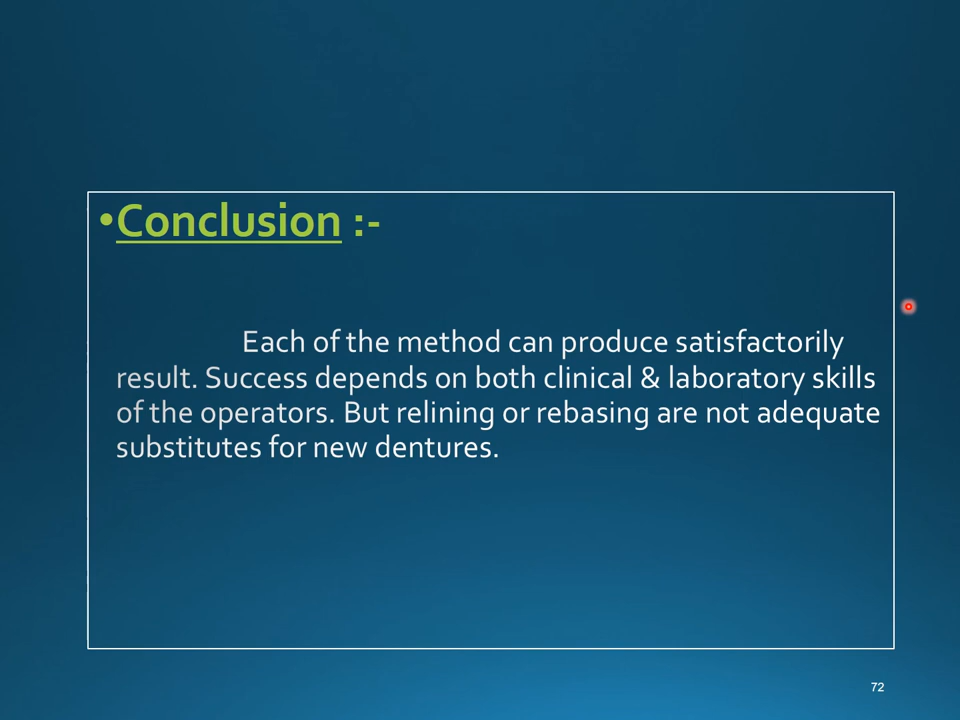 •Conclusion :-
Each of the method can produce satisfactorily
result. Success depends on both clinical & laboratory skills
of the operators. But relining or rebasing are not adequate
substitutes for new dentures.
72